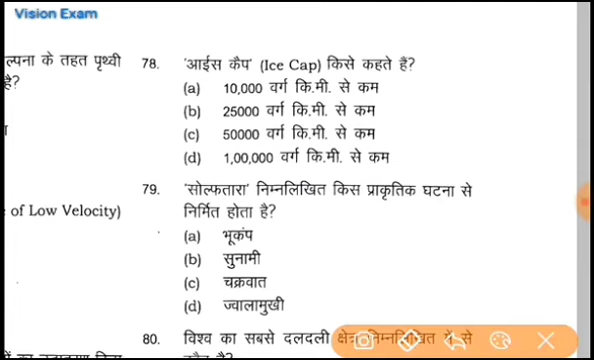 Vision Exam
ल्पना के तहत पृथ्वी
है?
of Low Velocity)
78. 'आईस कैप' (Ice Cap) किसे कहते हैं?
(a) 10,000 वर्ग कि.मी. से कम
(b) 25000 वर्ग कि.मी. से कम
(c) 50000 वर्ग कि.मी. से कम
(d) 1,00,000 वर्ग कि.मी. से कम
79. 'सोल्फतारा' निम्नलिखित किस प्राकृतिक घटना से
निर्मित होता है?
(a) भूकंप
(b) सुनामी
(c) चक्रवात
(d) ज्वालामुखी
80. विश्व का सबसे दलदली क्षेत्र निम्नलिखित में से